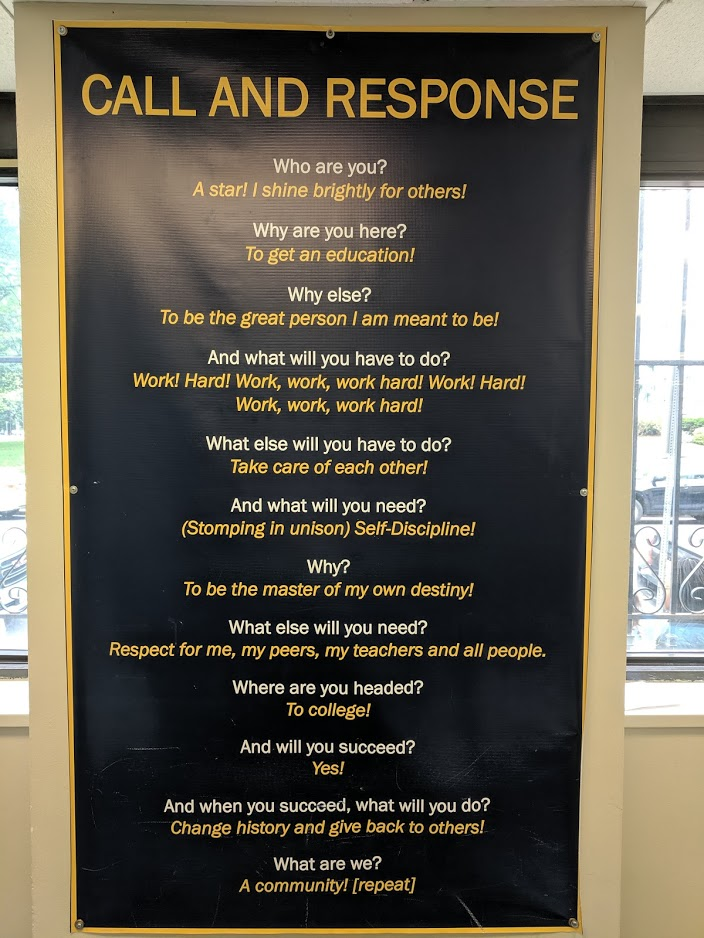 CALL AND RESPONSE
Who are you?
A star! I shine brightly for others!
Why are you here?
To get an education!
Why else?
To be the great person I am meant to be!
And what will you have to do?
Work! Hard! Work, work, work hard! Work! Hard!
Work, work, work hard!
What else will you have to do?
Take care of each other!
And what will you need?
(Stomping in unison) Self-Discipline!
Why?
To be the master of my own destiny!
What else will you need?
Respect for me, my peers, my teachers and all people.
Where are you headed?
To college!
And will you succeed?
Yes!
And when you succeed, what will you do?
Change history and give back to others!
What are we?
A community! [repeat]